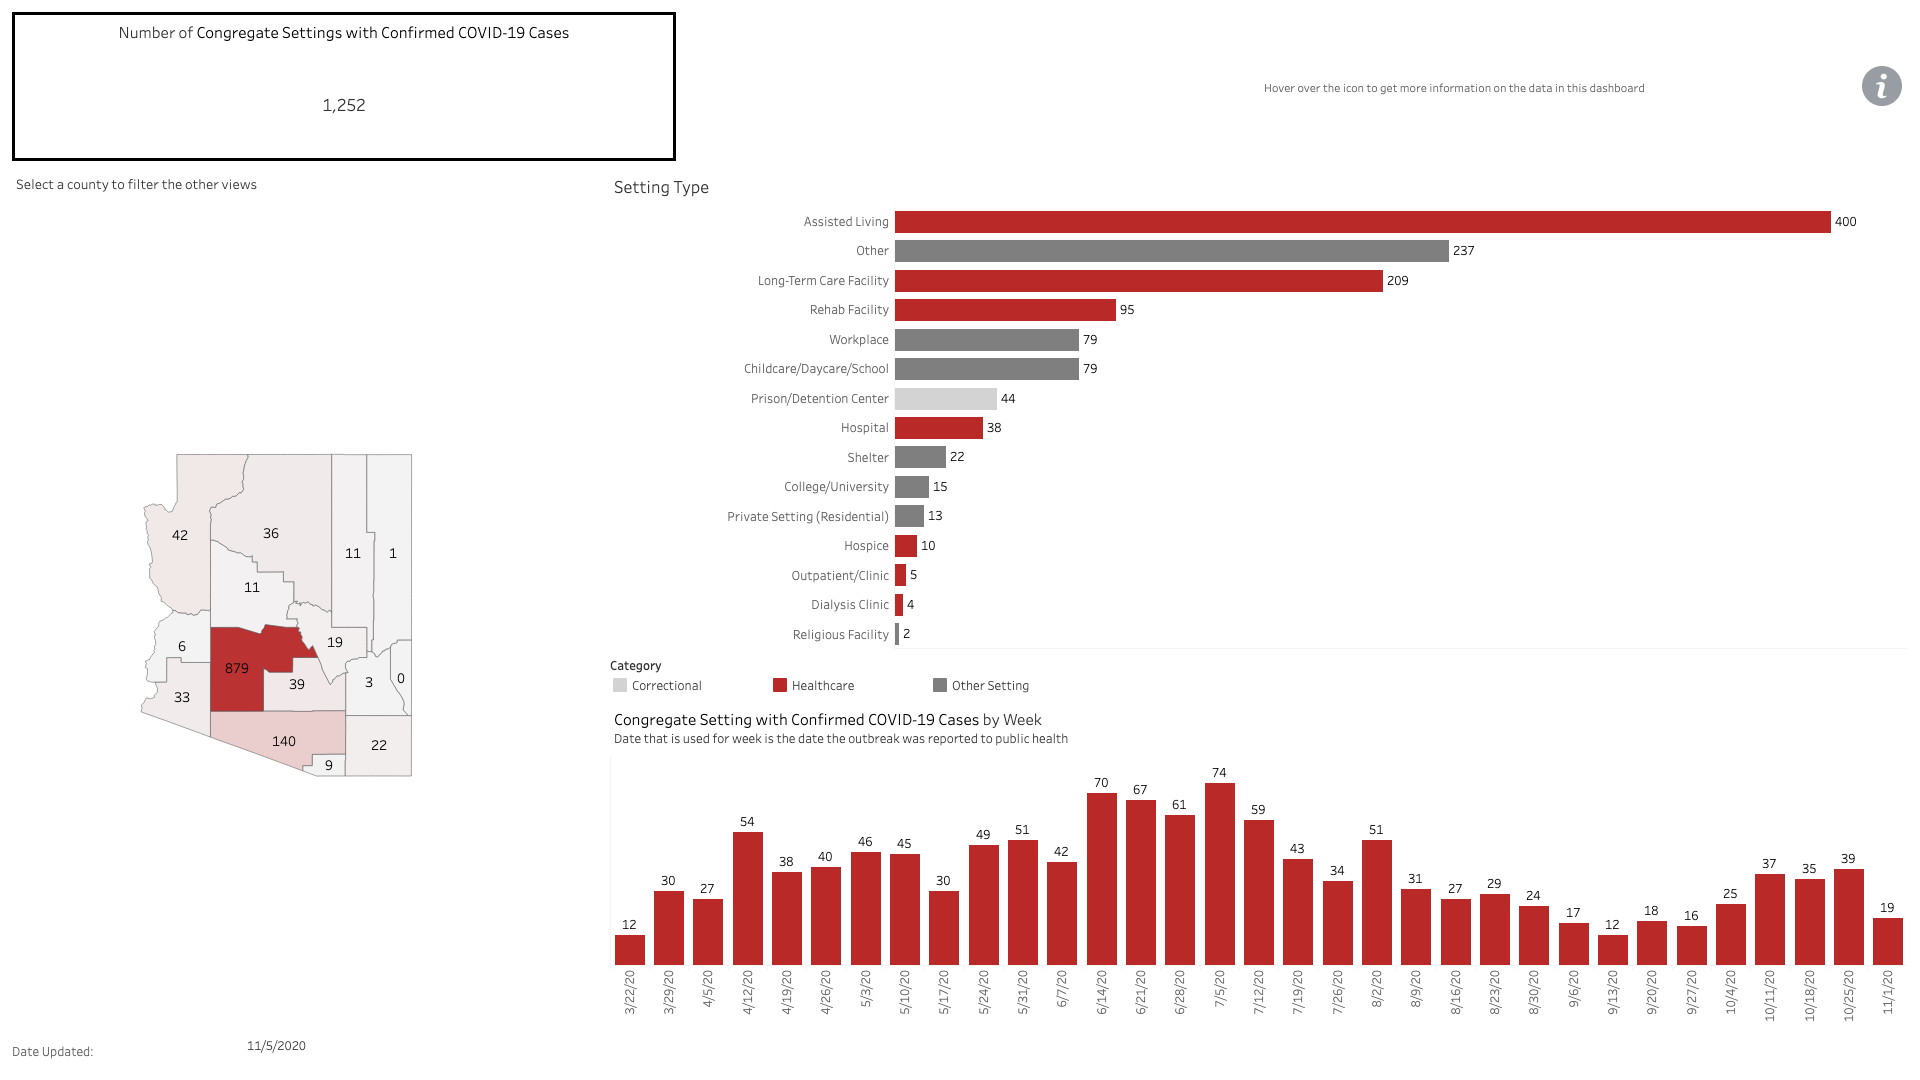 Number of Congregate Settings with Confirmed COVID-19 Cases
1,252
Hover over the icon to get more information on the data in this dashboard
i
Select a county to filter the other views
42
36
11
1
11
6
19
879
39
3
0
33
140
22
9
Setting Type
Assisted Living 400
Other 237
Long-Term Care Facility 209
Rehab Facility 95
Workplace 79
Childcare/Daycare/School 79
Prison/Detention Center 44
Hospital 38
Shelter 22
College/University 15
Private Setting (Residential) 13
Hospice 10
Outpatient/Clinic 5
Dialysis Clinic 4
Religious Facility 2
Category
Correctional Healthcare Other Setting
Congregate Setting with Confirmed COVID-19 Cases by Week
Date that is used for week is the date the outbreak was reported to public health
12 30 27 54 38 40 46 45 30 49 51 42 70 67 61 74 59 43 34 51 31 27 29 24 17 12 18 16 25 37 35 39 19
3/22/20 3/29/20 4/5/20 4/12/20 4/19/20 4/26/20 5/3/20 5/10/20 5/17/20 5/24/20 5/31/20 6/7/20 6/14/20 6/21/20 6/28/20 7/5/20 7/12/20 7/19/20 7/26/20 8/2/20 8/9/20 8/16/20 8/23/20 8/30/20 9/6/20 9/13/20 9/20/20 9/27/20 10/4/20 10/11/20 10/18/20 10/25/20 11/1/20
Date Updated: 11/5/2020